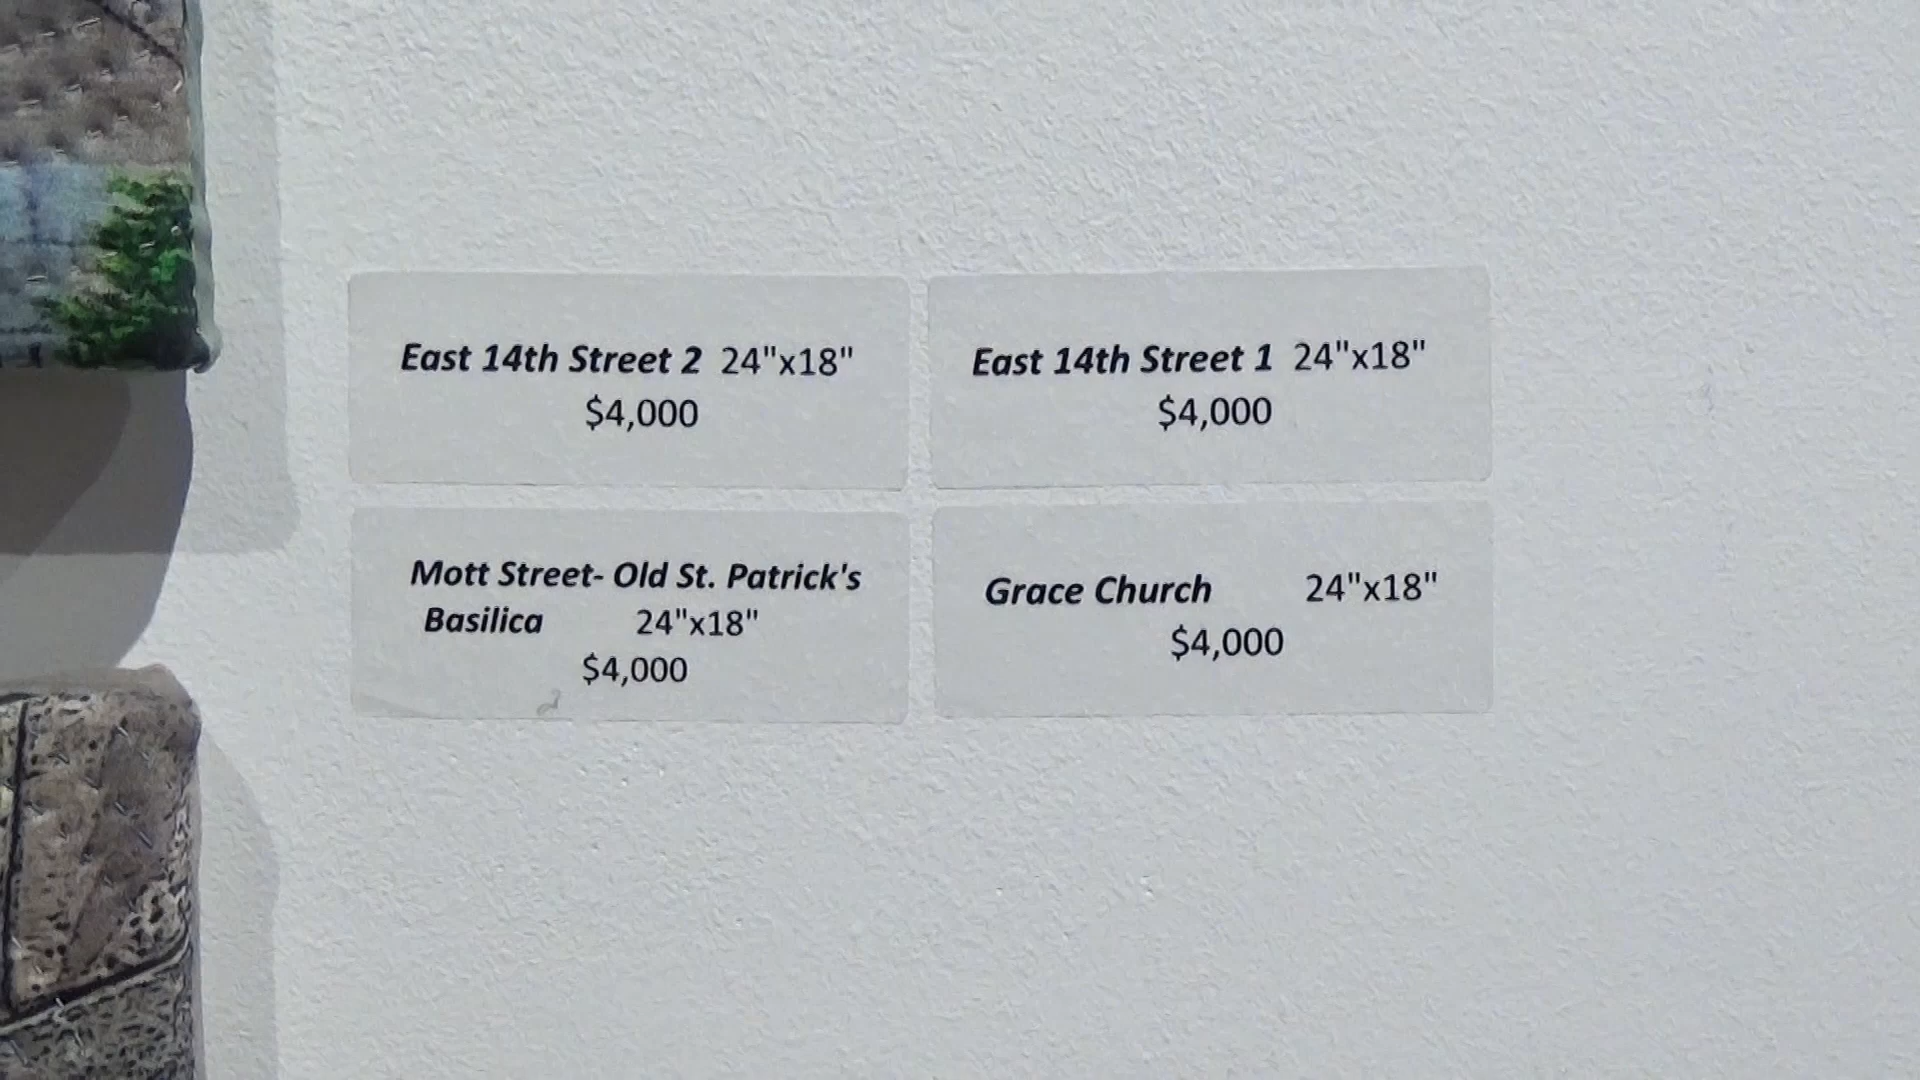 East 14th Street 2 24"x18"
$4,000
East 14th Street 1 24"x18"
$4,000
Mott Street- Old St. Patrick's
Basilica 24"x18"
$4,000
Grace Church 24"x18"
$4,000